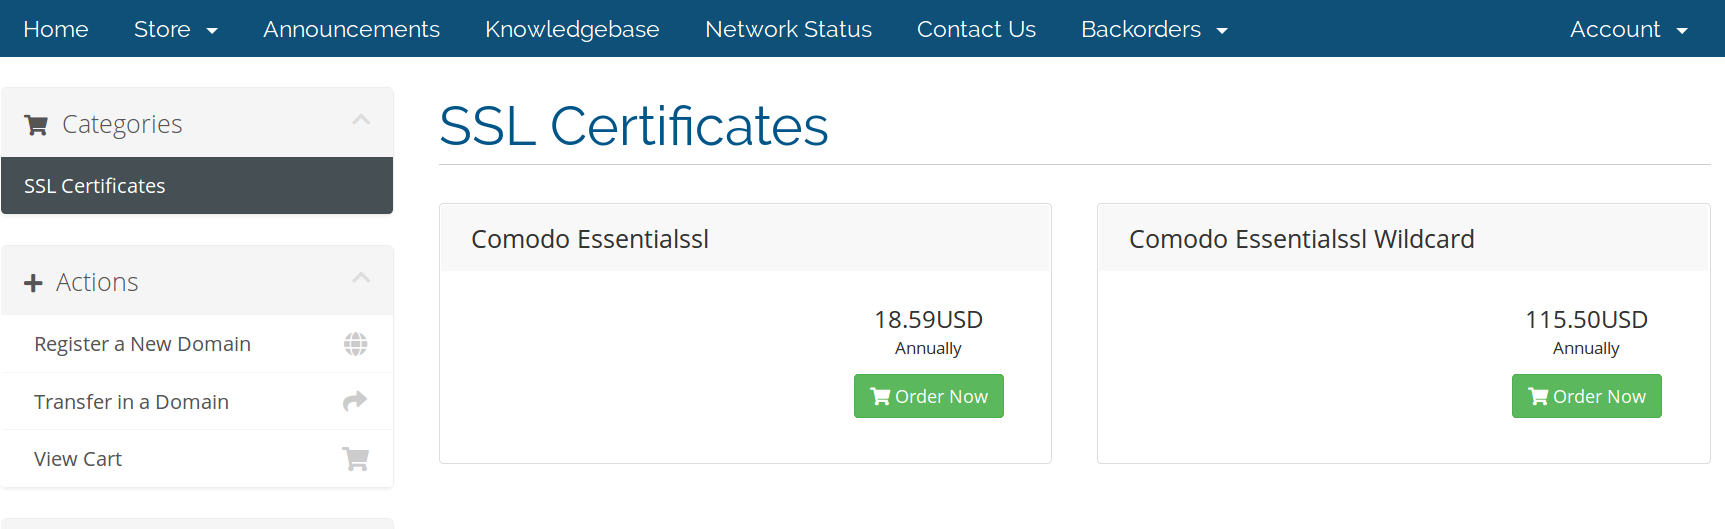 Home Store Announcements Knowledgebase Network Status Contact Us Backorders Account
Categories
SSL Certificates
Actions
Register a New Domain
Transfer in a Domain
View Cart
SSL Certificates
Comodo Essentialssl
18.59USD
Annually
Order Now
Comodo Essentialssl Wildcard
115.50USD
Annually
Order Now